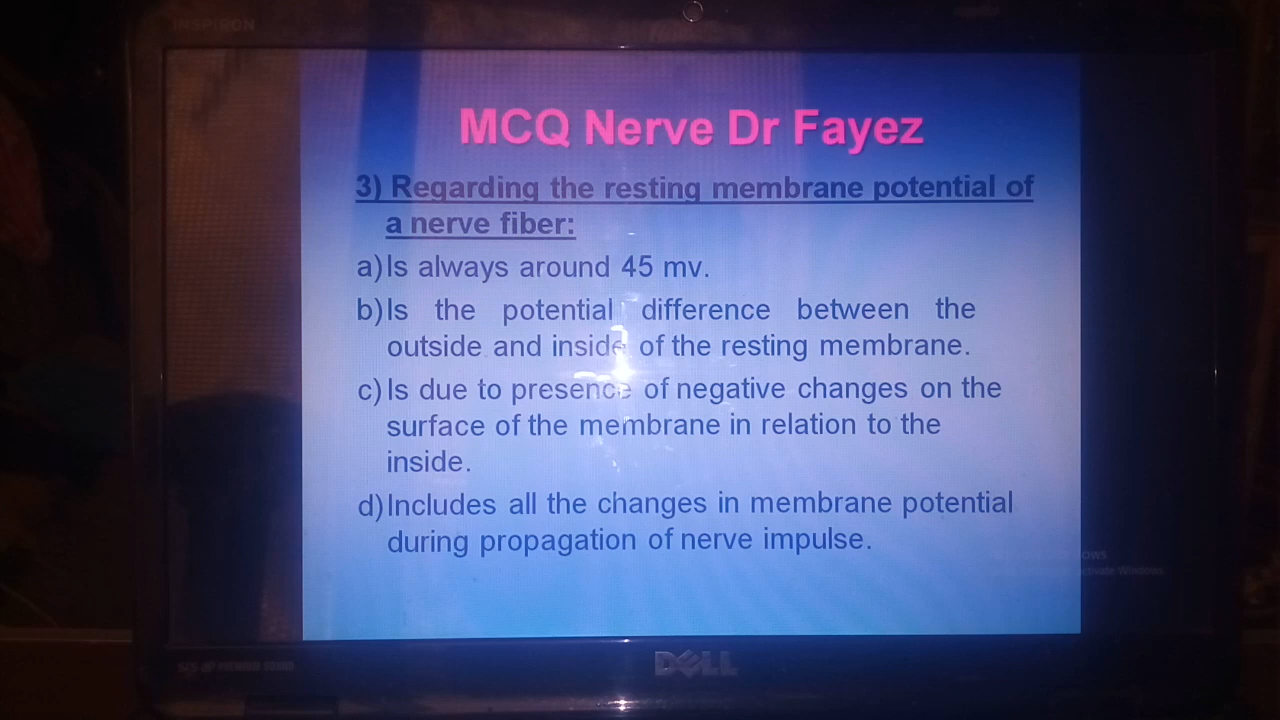 INSPIRON
MCQ Nerve Dr Fayez
3) Regarding the resting membrane potential of
a nerve fiber:
a)Is always around 45 mv.
b)Is the potential difference between the
outside and inside of the resting membrane.
c)Is due to presence of negative changes on the
surface of the membrane in relation to the
inside.
d)Includes all the changes in membrane potential
during propagation of nerve impulse.
activate Windows
DELL